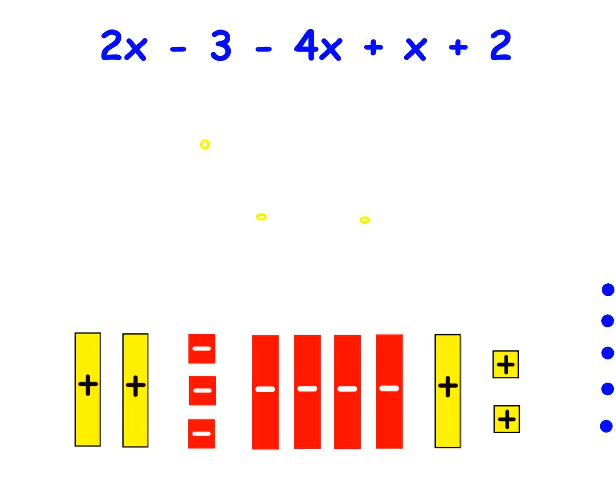 2x - 3 - 4x + x + 2
+ + - - - - - - - + + +